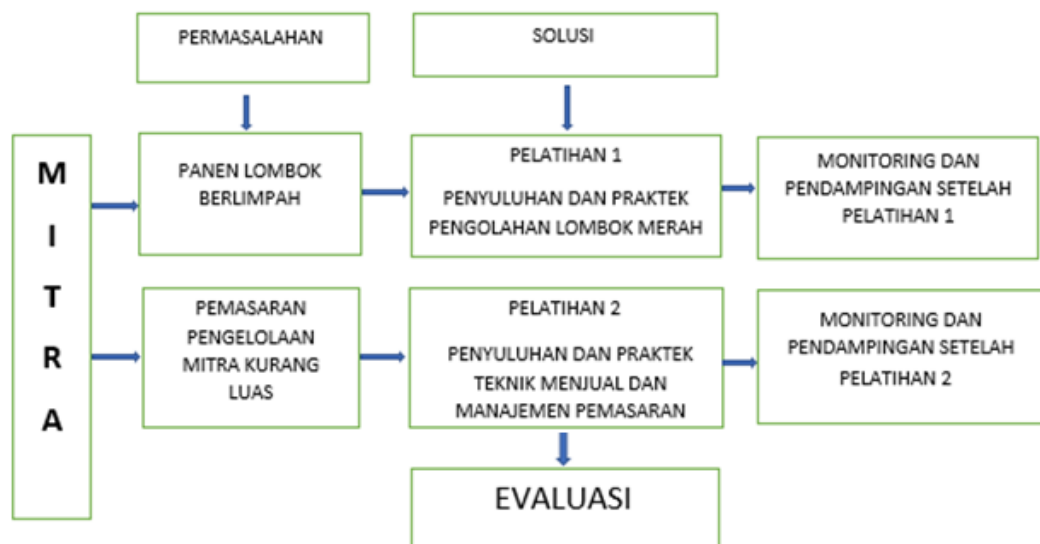 PERMASALAHAN
SOLUSI
M
I
T
R
A
PANEN LOMBOK
BERLIMPAH
PELATIHAN 1
PENYULUHAN DAN PRAKTEK
PENGOLAHAN LOMBOK MERAH
MONITORING DAN
PENDAMPINGAN SETELAH
PELATIHAN 1
PEMASARAN
PENGELOLAAN
MITRA KURANG
LUAS
PELATIHAN 2
PENYULUHAN DAN PRAKTEK
TEKNIK MENJUAL DAN
MANAJEMEN PEMASARAN
MONITORING DAN
PENDAMPINGAN SETELAH
PELATIHAN 2
EVALUASI